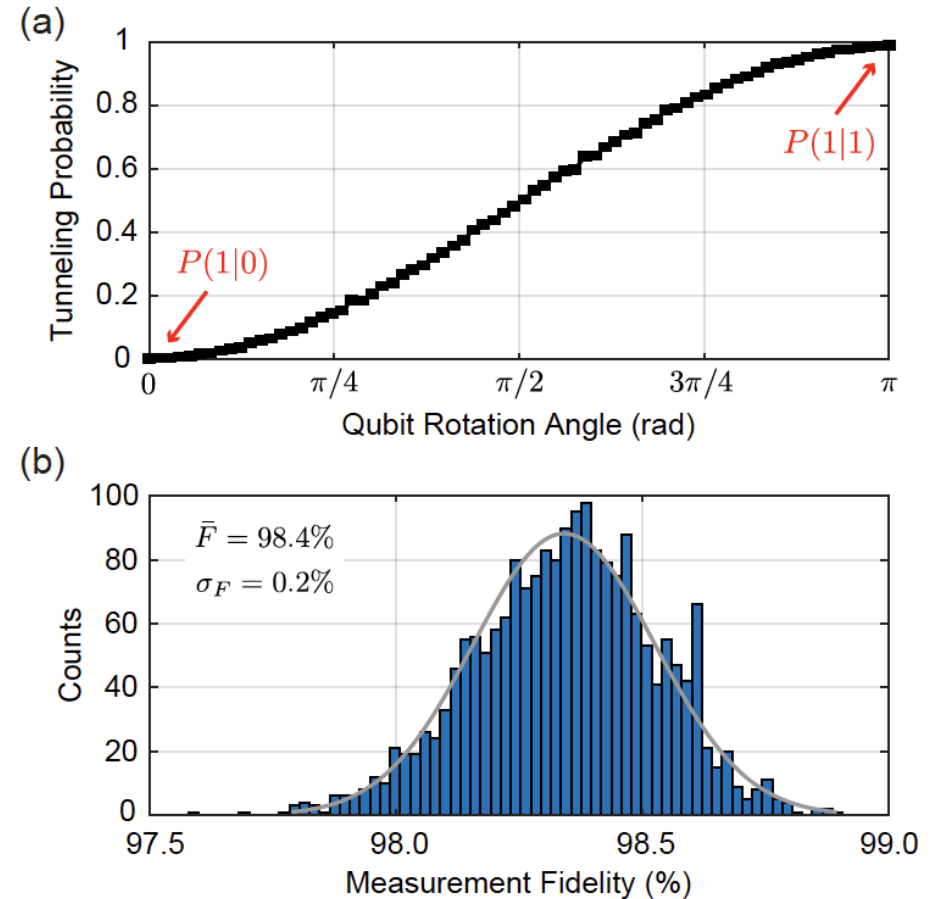 (a)
1
0.8
0.6
0.4
0.2
0
Tunneling Probability
P(1|0)
P(1|1)
0 π/4 π/2 3π/4 π
Qubit Rotation Angle (rad)
(b)
100
80
60
40
20
0
Counts
F̄ = 98.4%
σ_F = 0.2%
97.5 98.0 98.5 99.0
Measurement Fidelity (%)